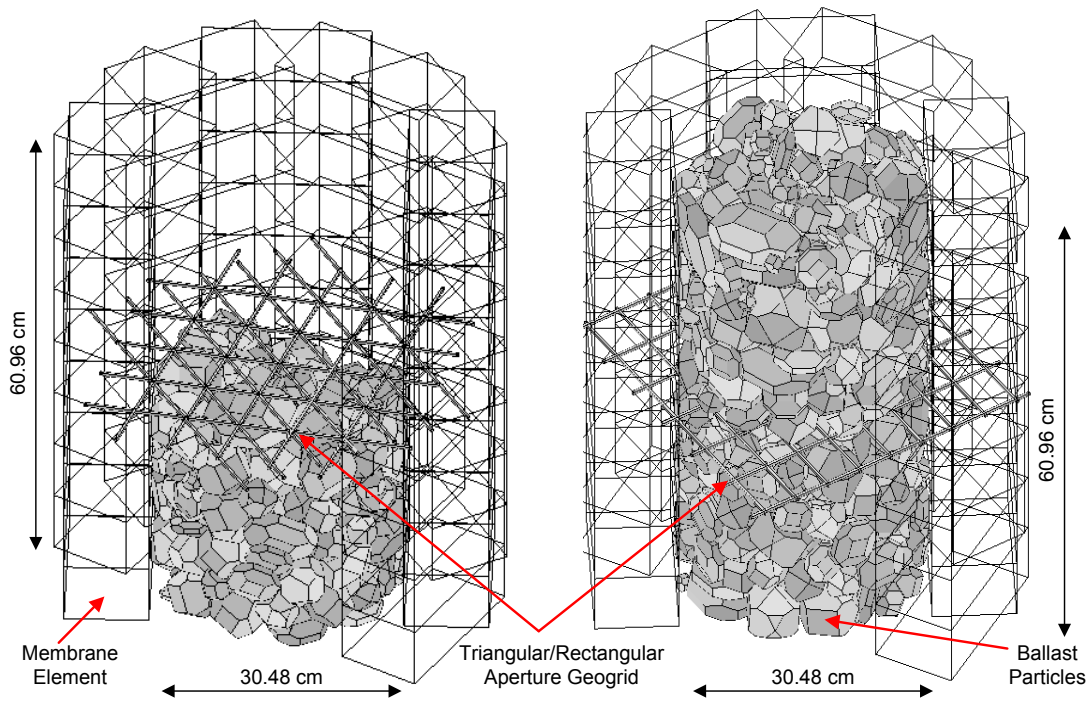 60.96 cm
60.96 cm
Membrane
Element
Triangular/Rectangular
Aperture Geogrid
Ballast
Particles
30.48 cm
30.48 cm